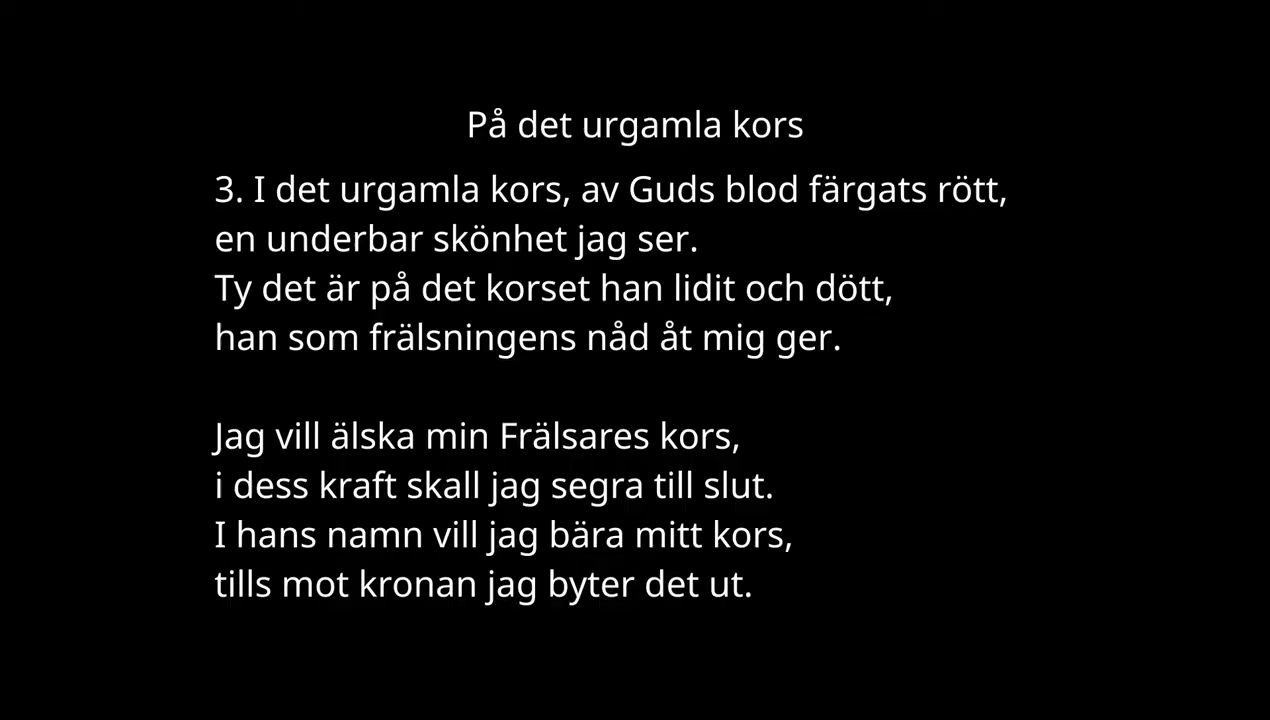 På det urgamla kors
3. I det urgamla kors, av Guds blod färgats rött,
en underbar skönhet jag ser.
Ty det är på det korset han lidit och dött,
han som frälsningens nåd åt mig ger.
Jag vill älska min Frälsares kors,
i dess kraft skall jag segra till slut.
I hans namn vill jag bära mitt kors,
tills mot kronan jag byter det ut.